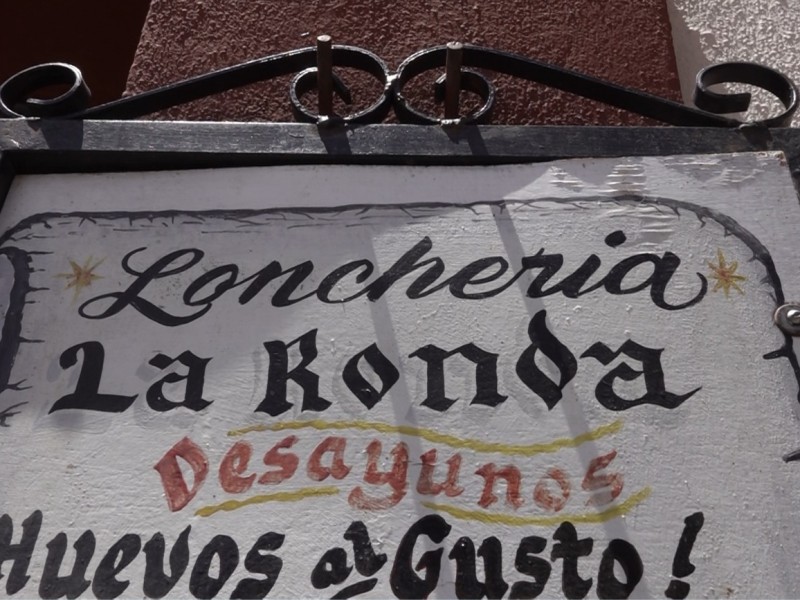 Loncheria
La Ronda
Desayunos
Huevos al Gusto!